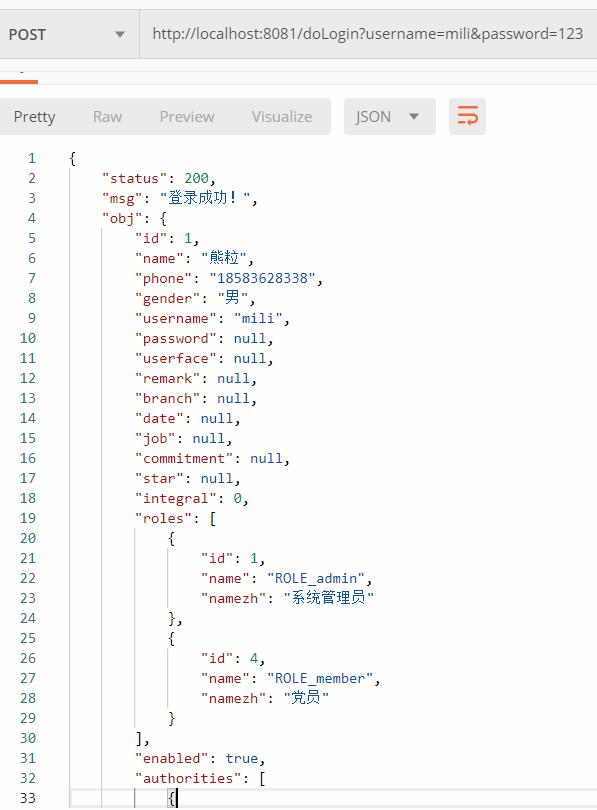 POST http://localhost:8081/doLogin?username=mili&password=123
Pretty Raw Preview Visualize JSON
1 {
2 "status": 200,
3 "msg": "登录成功！",
4 "obj": {
5 "id": 1,
6 "name": "熊粒",
7 "phone": "18583628338",
8 "gender": "男",
9 "username": "mili",
10 "password": null,
11 "userface": null,
12 "remark": null,
13 "branch": null,
14 "date": null,
15 "job": null,
16 "commitment": null,
17 "star": null,
18 "integral": 0,
19 "roles": [
20 {
21 "id": 1,
22 "name": "ROLE_admin",
23 "namezh": "系统管理员"
24 },
25 {
26 "id": 4,
27 "name": "ROLE_member",
28 "namezh": "党员"
29 }
30 ],
31 "enabled": true,
32 "authorities": [
33 {